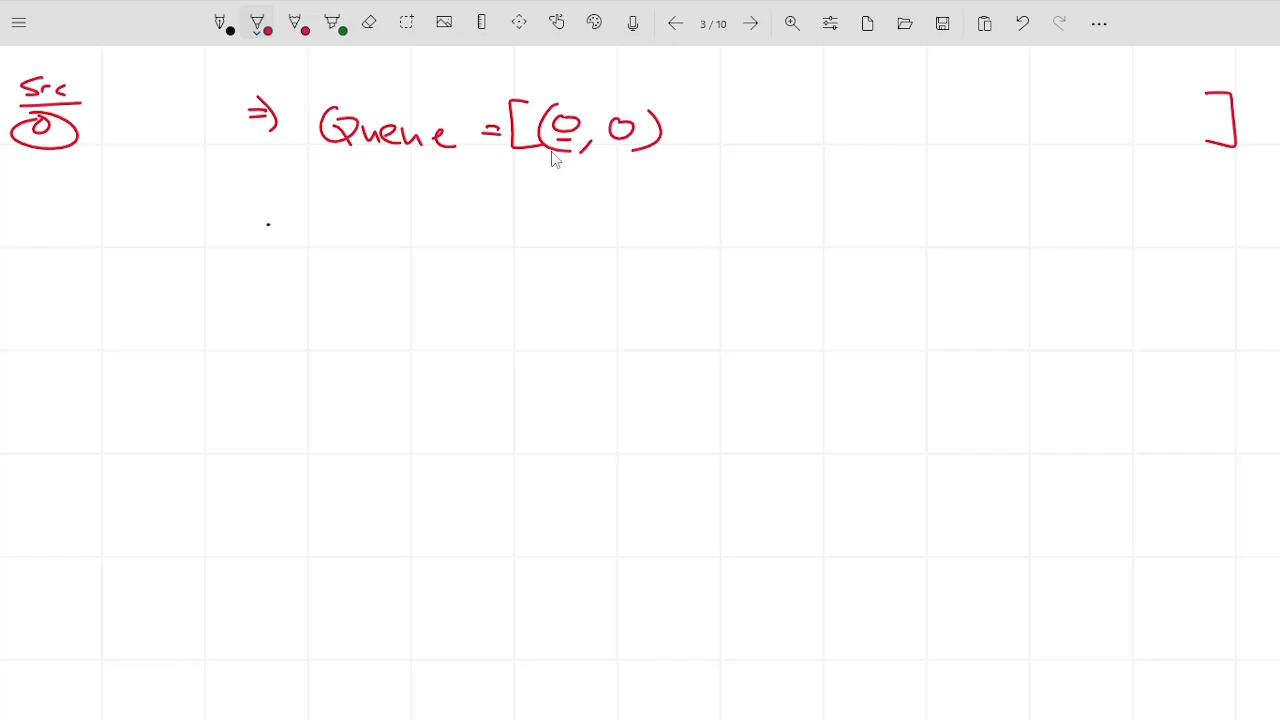 3 / 10
Src
0
⇒ Queue = [(0, 0) ]